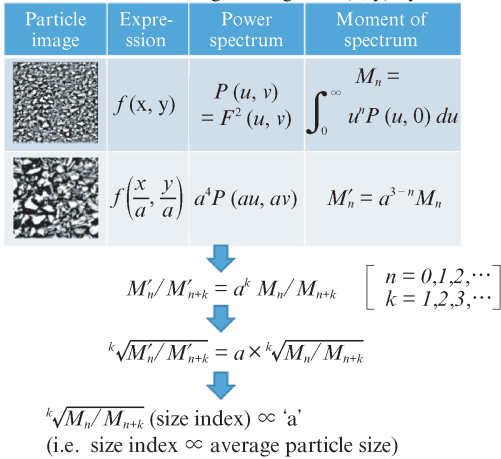 Particle image | Expre-ssion | Power spectrum | Moment of spectrum
f(x, y) | P (u, v) = F² (u, v) | Mₙ = ∫₀^∞ uⁿP (u, 0) du
f(x/a, y/a) | a⁴P (au, av) | M′ₙ = a³⁻ⁿMₙ
M′ₙ/M′ₙ₊ₖ = aᵏ Mₙ/Mₙ₊ₖ [ n = 0,1,2,⋯ k = 1,2,3,⋯ ]
ᵏ√M′ₙ/M′ₙ₊ₖ = a × ᵏ√Mₙ/Mₙ₊ₖ
ᵏ√Mₙ/Mₙ₊ₖ (size index) ∝ ‘a’
(i.e. size index ∝ average particle size)